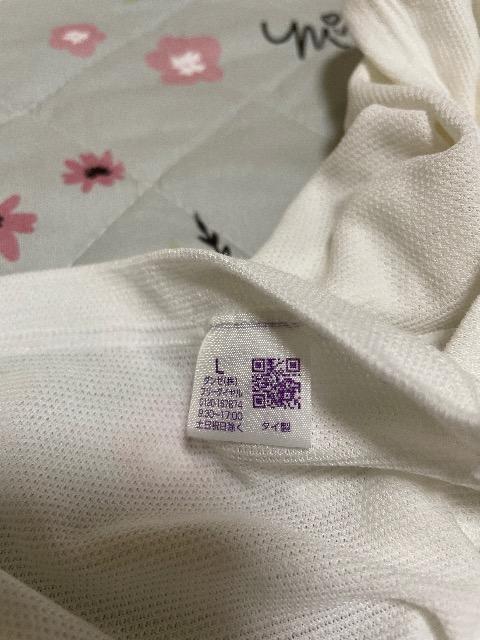 L
グンゼ(株)
フリーダイヤル
0120-167874
9:30～17:00
土日祝日除く
タイ製